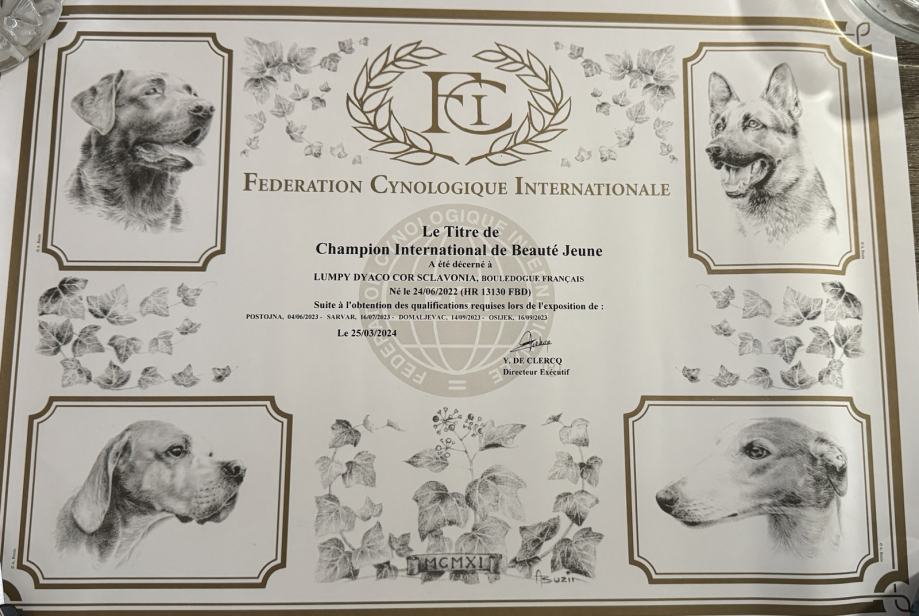 FCI
FEDERATION CYNOLOGIQUE INTERNATIONALE
Le Titre de
Champion International de Beauté Jeune
A été décerné à
LUMPY DYACO COR SCLAVONIA, BOULEDOGUE FRANÇAIS
Né le 24/06/2022 (HR 13130 FBD)
Suite à l'obtention des qualifications requises lors de l'exposition de :
POSTOJNA, 04/06/2023 - SARVAR, 16/07/2023 - DOMALJEVAC, 14/09/2023 - OSIJEK, 16/09/2023
Le 25/03/2024
Y. DE CLERCQ
Directeur Exécutif
MCMXI